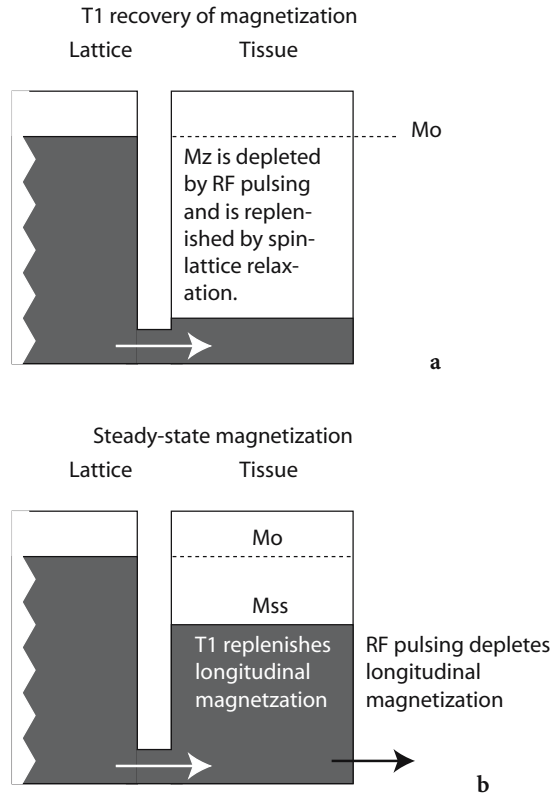 T1 recovery of magnetization
Lattice Tissue
Mo
Mz is depleted
by RF pulsing
and is replen-
ished by spin-
lattice relax-
ation.
a
Steady-state magnetization
Lattice Tissue
Mo
Mss
T1 replenishes
longitudinal
magnetzation
RF pulsing depletes
longitudinal
magnetization
b